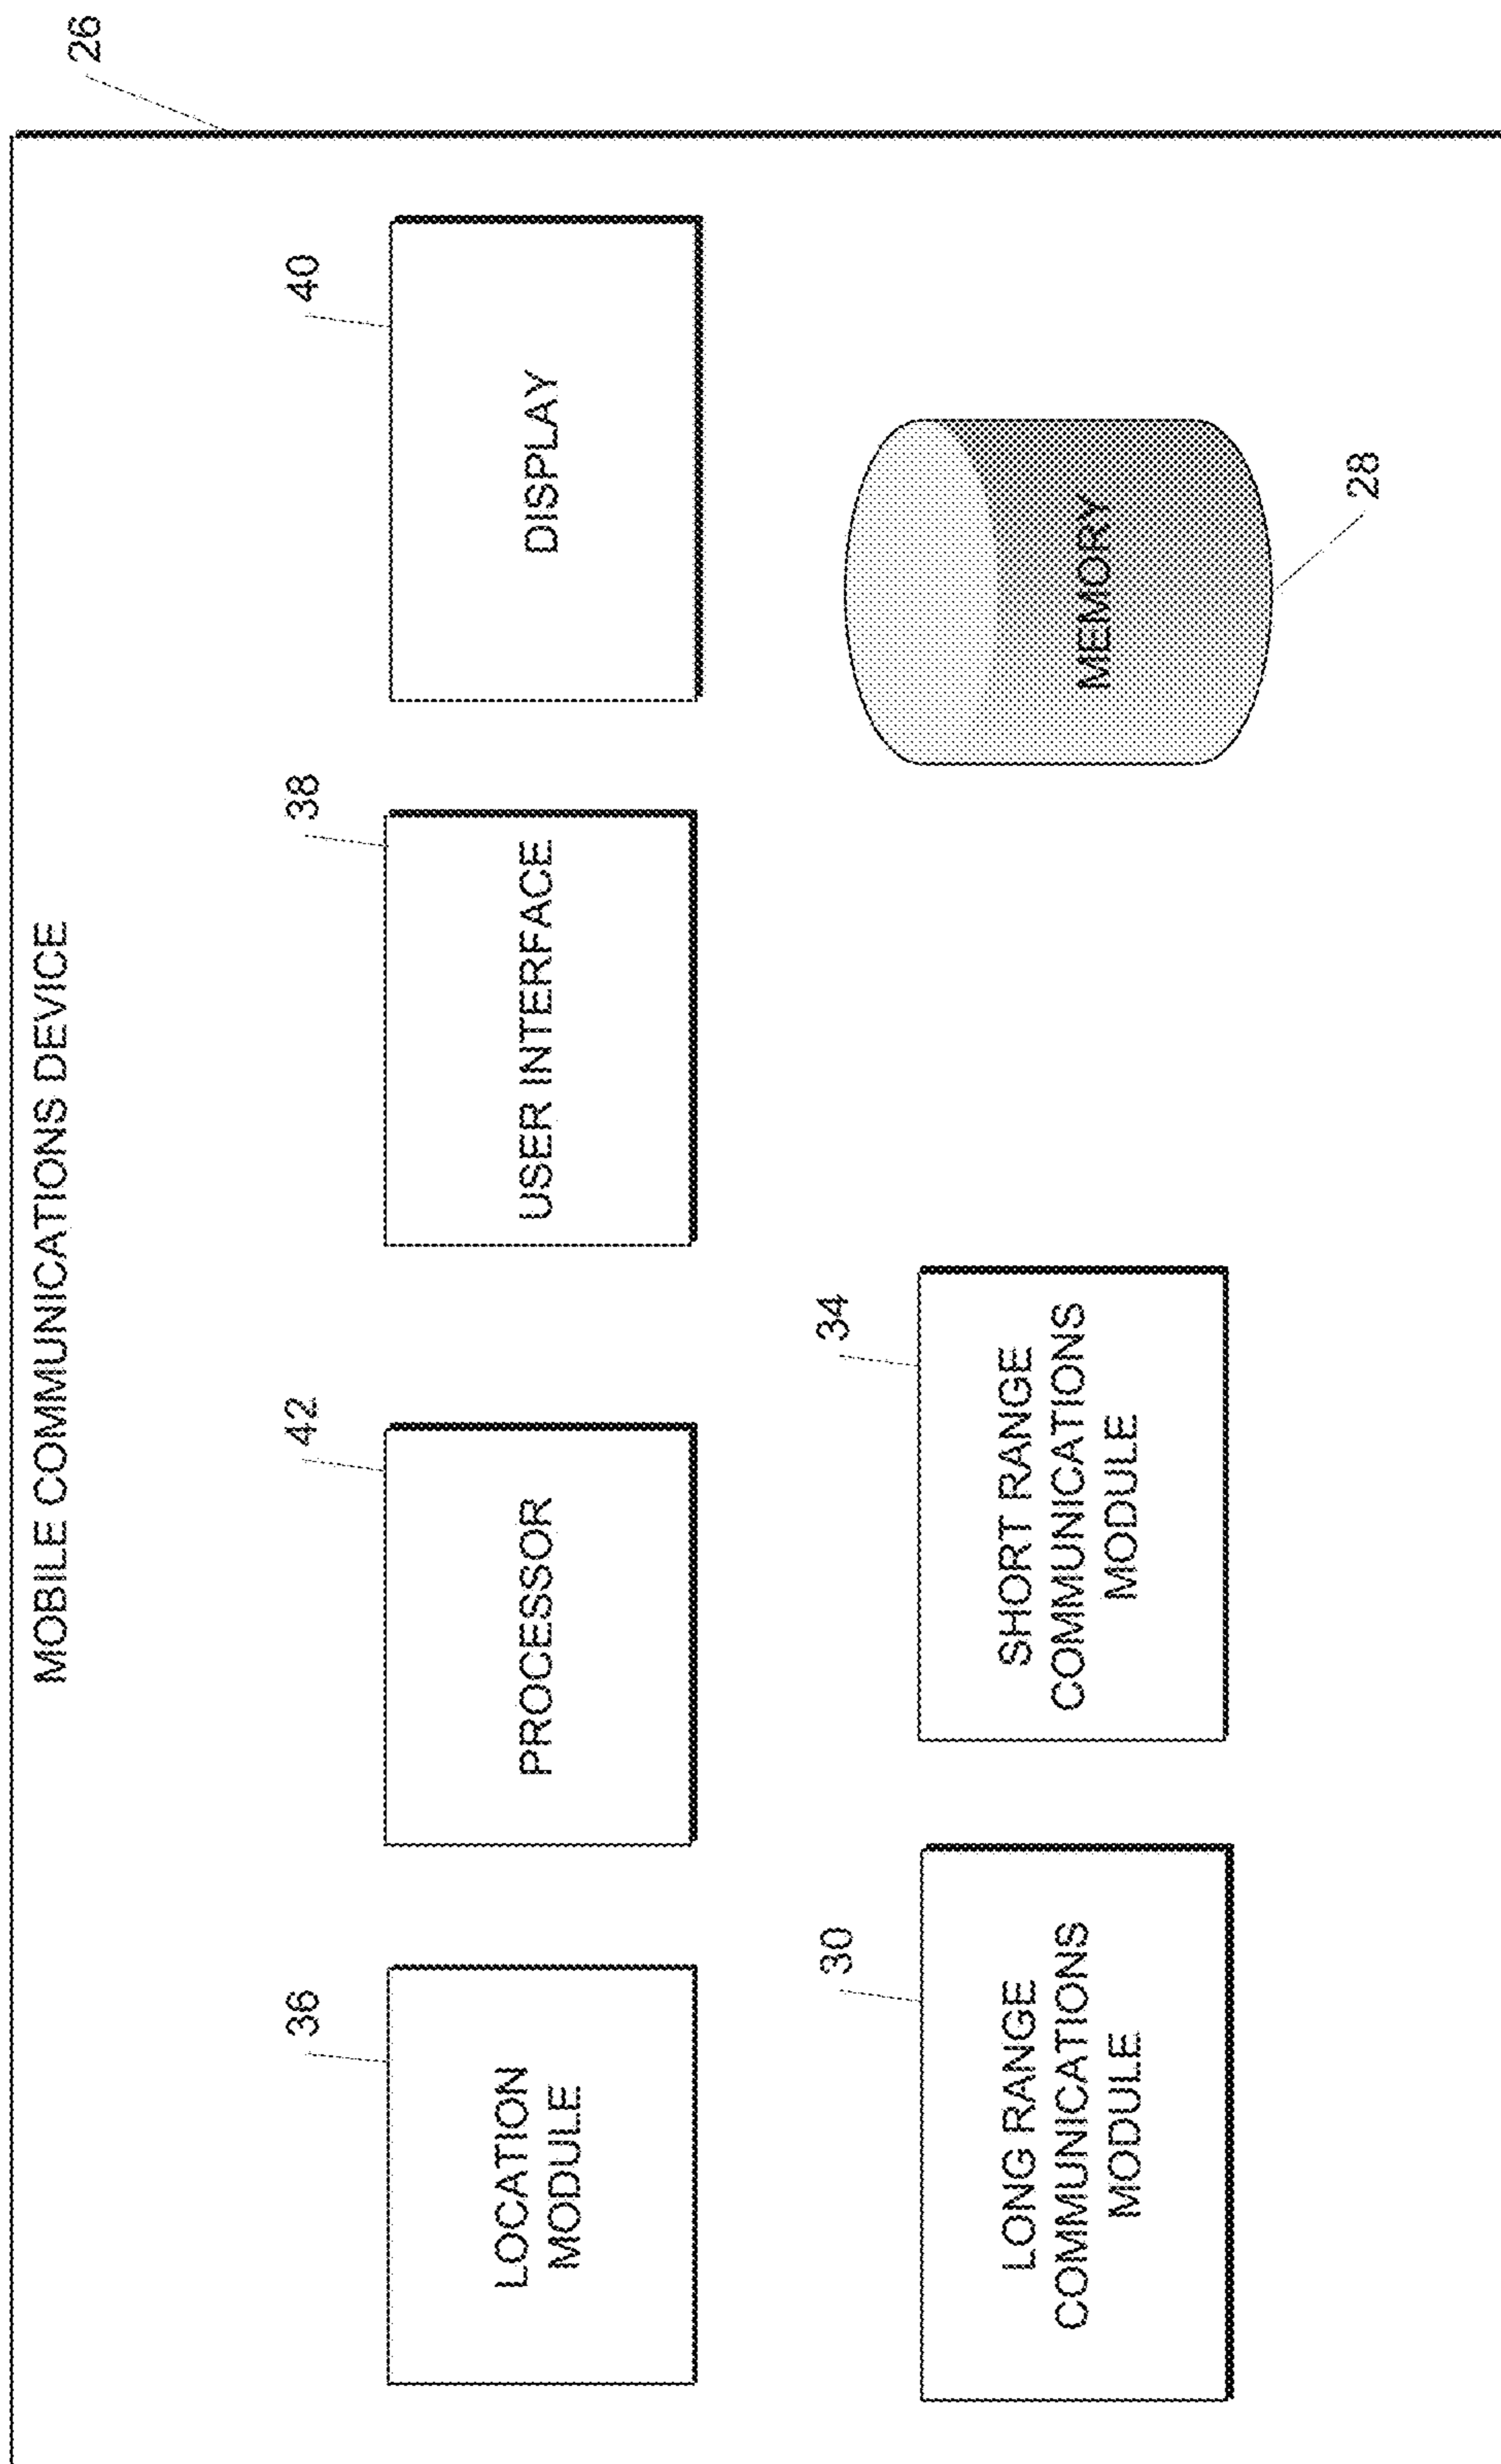 26
MOBILE COMMUNICATIONS DEVICE
36
42
38
40
LOCATION
MODULE
PROCESSOR
USER INTERFACE
DISPLAY
30
34
LONG RANGE
COMMUNICATIONS
MODULE
SHORT RANGE
COMMUNICATIONS
MODULE
MEMORY
28